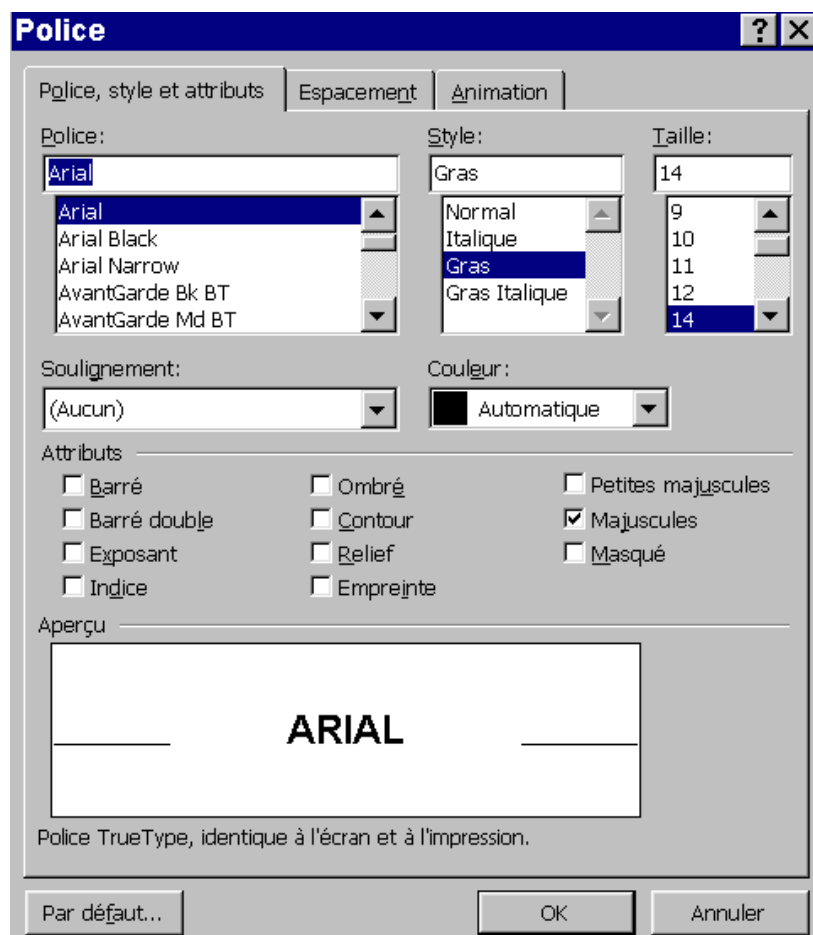 Police
Police, style et attributs Espacement Animation
Police: Style: Taille:
Arial Gras 14
Arial Normal 9
Arial Black Italique 10
Arial Narrow Gras 11
AvantGarde Bk BT Gras Italique 12
AvantGarde Md BT 14
Soulignement: Couleur:
(Aucun) Automatique
Attributs
Barré Ombré Petites majuscules
Barré double Contour Majuscules
Exposant Relief Masqué
Indice Empreinte
Aperçu
ARIAL
Police TrueType, identique à l'écran et à l'impression.
Par défaut... OK Annuler